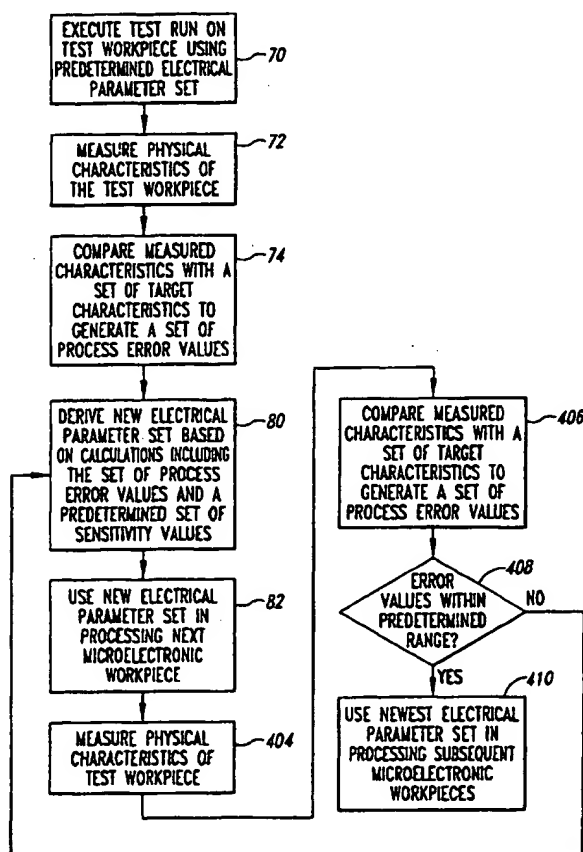 EXECUTE TEST RUN ON
TEST WORKPIECE USING
PREDETERMINED ELECTRICAL
PARAMETER SET
70
MEASURE PHYSICAL
CHARACTERISTICS OF
THE TEST WORKPIECE
72
COMPARE MEASURED
CHARACTERISTICS WITH A
SET OF TARGET
CHARACTERISTICS TO
GENERATE A SET OF
PROCESS ERROR VALUES
74
DERIVE NEW ELECTRICAL
PARAMETER SET BASED
ON CALCULATIONS INCLUDING
THE SET OF PROCESS
ERROR VALUES AND A
PREDETERMINED SET OF
SENSITIVITY VALUES
80
USE NEW ELECTRICAL
PARAMETER SET IN
PROCESSING NEXT
MICROELECTRONIC
WORKPIECE
82
MEASURE PHYSICAL
CHARACTERISTICS OF
TEST WORKPIECE
404
COMPARE MEASURED
CHARACTERISTICS WITH A
SET OF TARGET
CHARACTERISTICS TO
GENERATE A SET OF
PROCESS ERROR VALUES
406
ERROR
VALUES WITHIN
PREDETERMINED
RANGE?
408
NO
YES
USE NEWEST ELECTRICAL
PARAMETER SET IN
PROCESSING SUBSEQUENT
MICROELECTRONIC
WORKPIECES
410